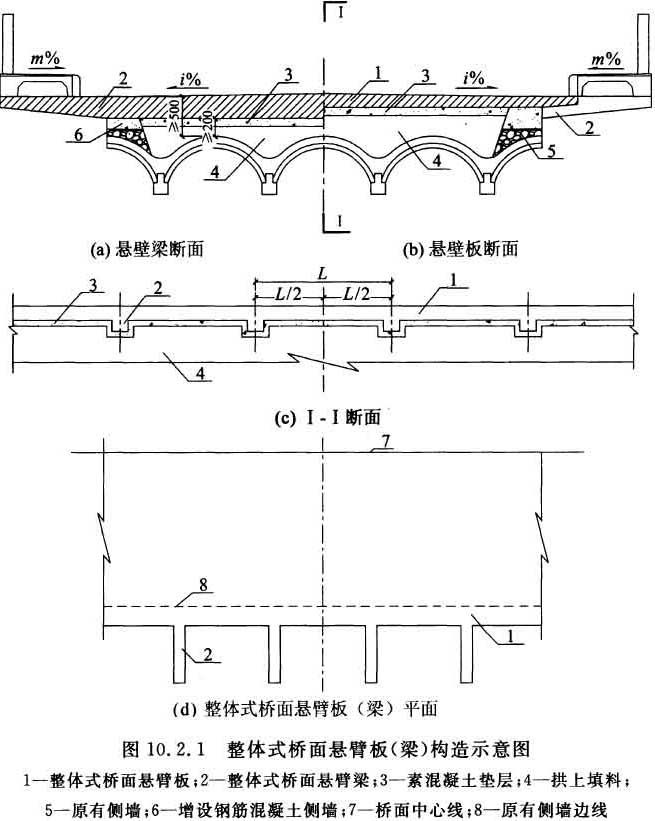 I
m% 2 i% 3 1 3 i% m%
≥500 ≥200
6 4 4 5 2
I
(a) 悬壁梁断面 (b) 悬壁板断面
L
3 2 L/2 L/2 1
4
(c) Ⅰ-Ⅰ断面
7
8
2 1
(d) 整体式桥面悬臂板（梁）平面
图 10.2.1 整体式桥面悬臂板(梁)构造示意图
1—整体式桥面悬臂板;2—整体式桥面悬臂梁;3—素混凝土垫层;4—拱上填料;
5—原有侧墙;6—增设钢筋混凝土侧墙;7—桥面中心线;8—原有侧墙边线